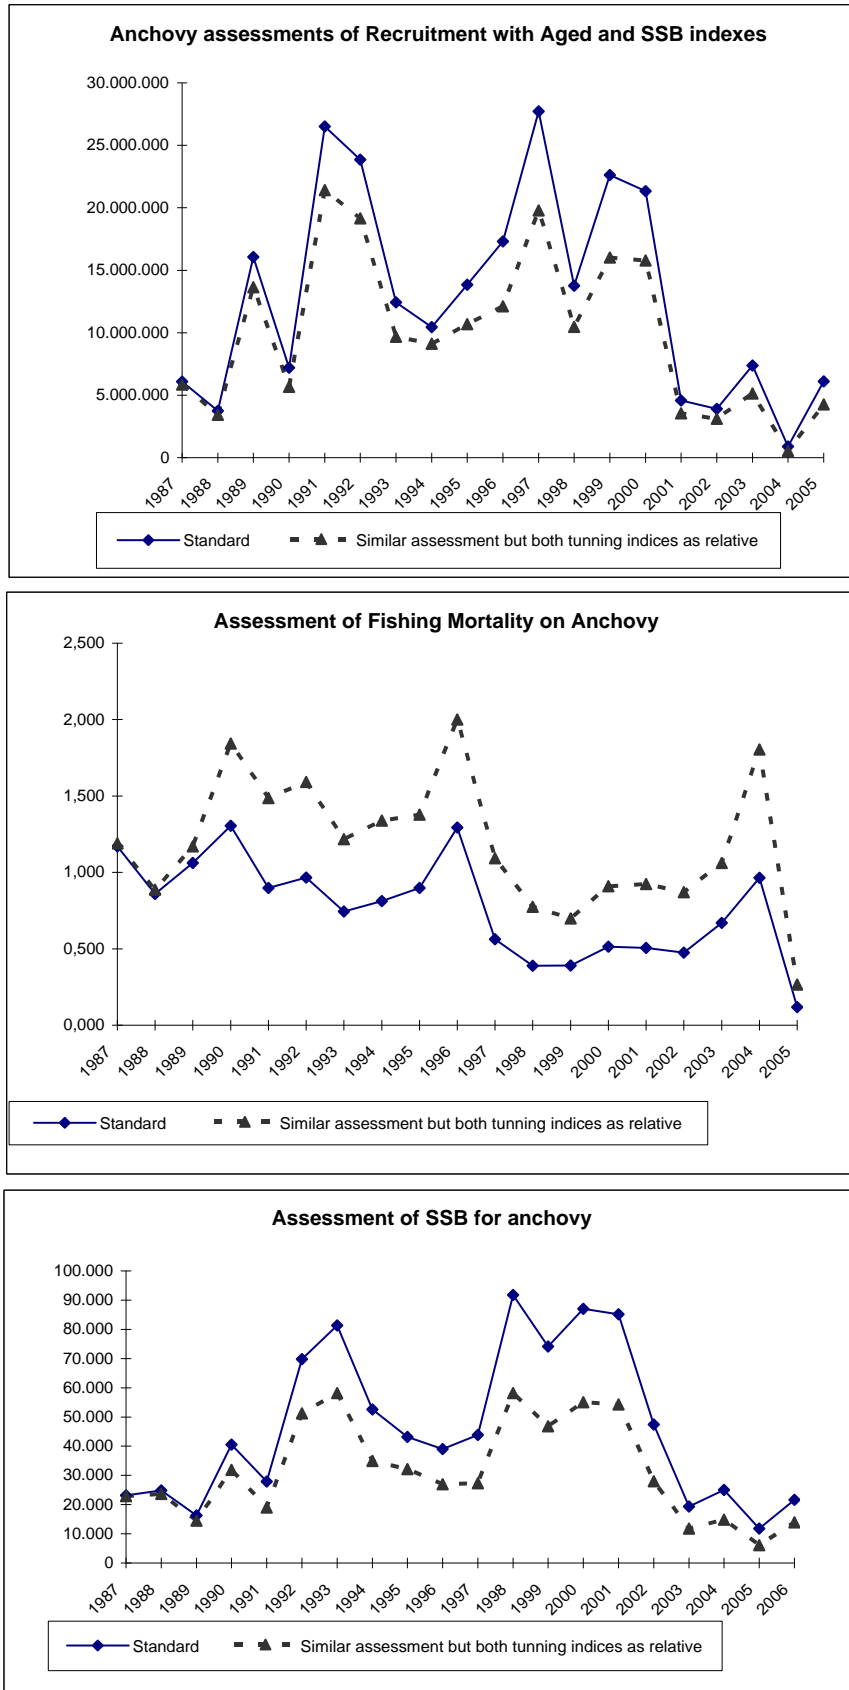 Anchovy assessments of Recruitment with Aged and SSB indexes
30.000.000
25.000.000
20.000.000
15.000.000
10.000.000
5.000.000
0
1987 1988 1989 1990 1991 1992 1993 1994 1995 1996 1997 1998 1999 2000 2001 2002 2003 2004 2005
Standard Similar assessment but both tunning indices as relative
Assessment of Fishing Mortality on Anchovy
2,500
2,000
1,500
1,000
0,500
0,000
1987 1988 1989 1990 1991 1992 1993 1994 1995 1996 1997 1998 1999 2000 2001 2002 2003 2004 2005
Standard Similar assessment but both tunning indices as relative
Assessment of SSB for anchovy
100.000
90.000
80.000
70.000
60.000
50.000
40.000
30.000
20.000
10.000
0
1987 1988 1989 1990 1991 1992 1993 1994 1995 1996 1997 1998 1999 2000 2001 2002 2003 2004 2005 2006
Standard Similar assessment but both tunning indices as relative